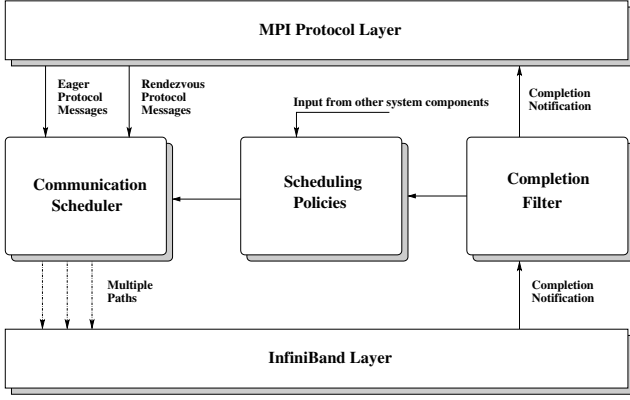 MPI Protocol Layer
Eager
Protocol
Messages
Rendezvous
Protocol
Messages
Input from other system components
Completion
Notification
Communication
Scheduler
Scheduling
Policies
Completion
Filter
Multiple
Paths
Completion
Notification
InfiniBand Layer